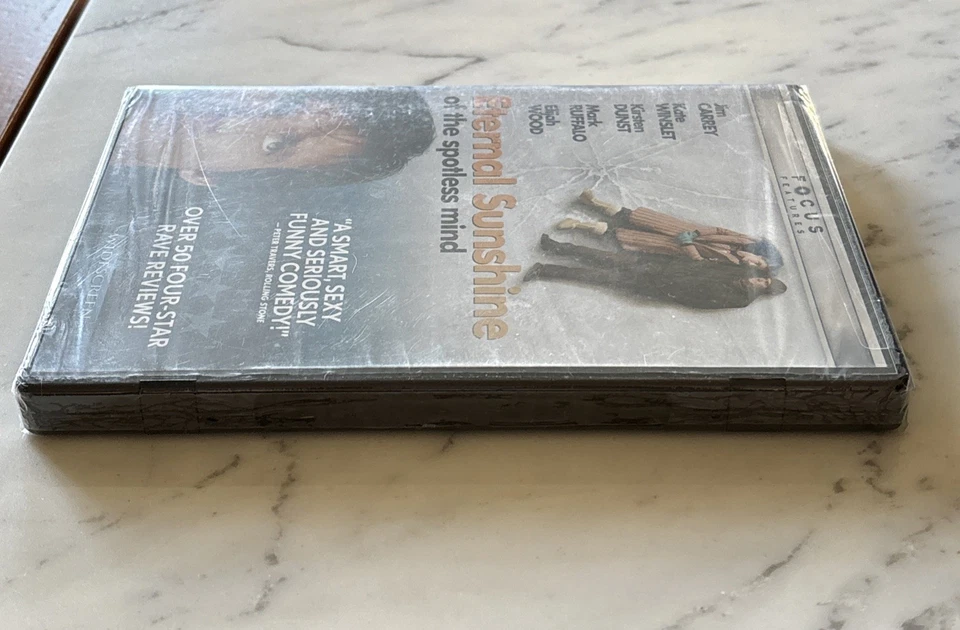 FOCUS
FEATURES
Jim
CARREY
Kate
WINSLET
Kirsten
DUNST
Mark
RUFFALO
Elijah
WOOD
Eternal Sunshine
of the spotless mind
"A SMART, SEXY
AND SERIOUSLY
FUNNY COMEDY!"
-PETER TRAVERS, ROLLING STONE
OVER 50 FOUR-STAR
RAVE REVIEWS!
WIDESCREEN